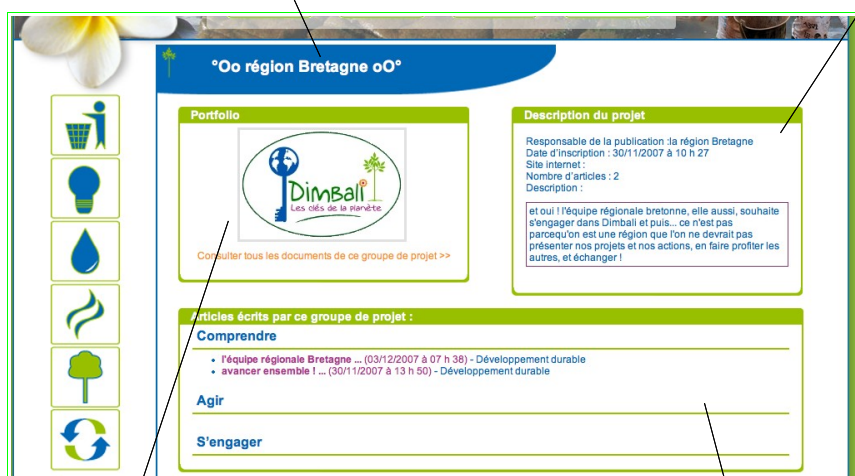 °Oo région Bretagne oO°
Portfolio
Dimbali
Les clés de la planète
Consulter tous les documents de ce groupe de projet >>
Description du projet
Responsable de la publication :la région Bretagne
Date d'inscription : 30/11/2007 à 10 h 27
Site internet :
Nombre d'articles : 2
Description :
et oui ! l'équipe régionale bretonne, elle aussi, souhaite
s'engager dans Dimbali et puis... ce n'est pas
parcequ'on est une région que l'on ne devrait pas
présenter nos projets et nos actions, en faire profiter les
autres, et échanger !
Articles écrits par ce groupe de projet :
Comprendre
l'équipe régionale Bretagne ... (03/12/2007 à 07 h 38) - Développement durable
avancer ensemble ! ... (30/11/2007 à 13 h 50) - Développement durable
Agir
S'engager